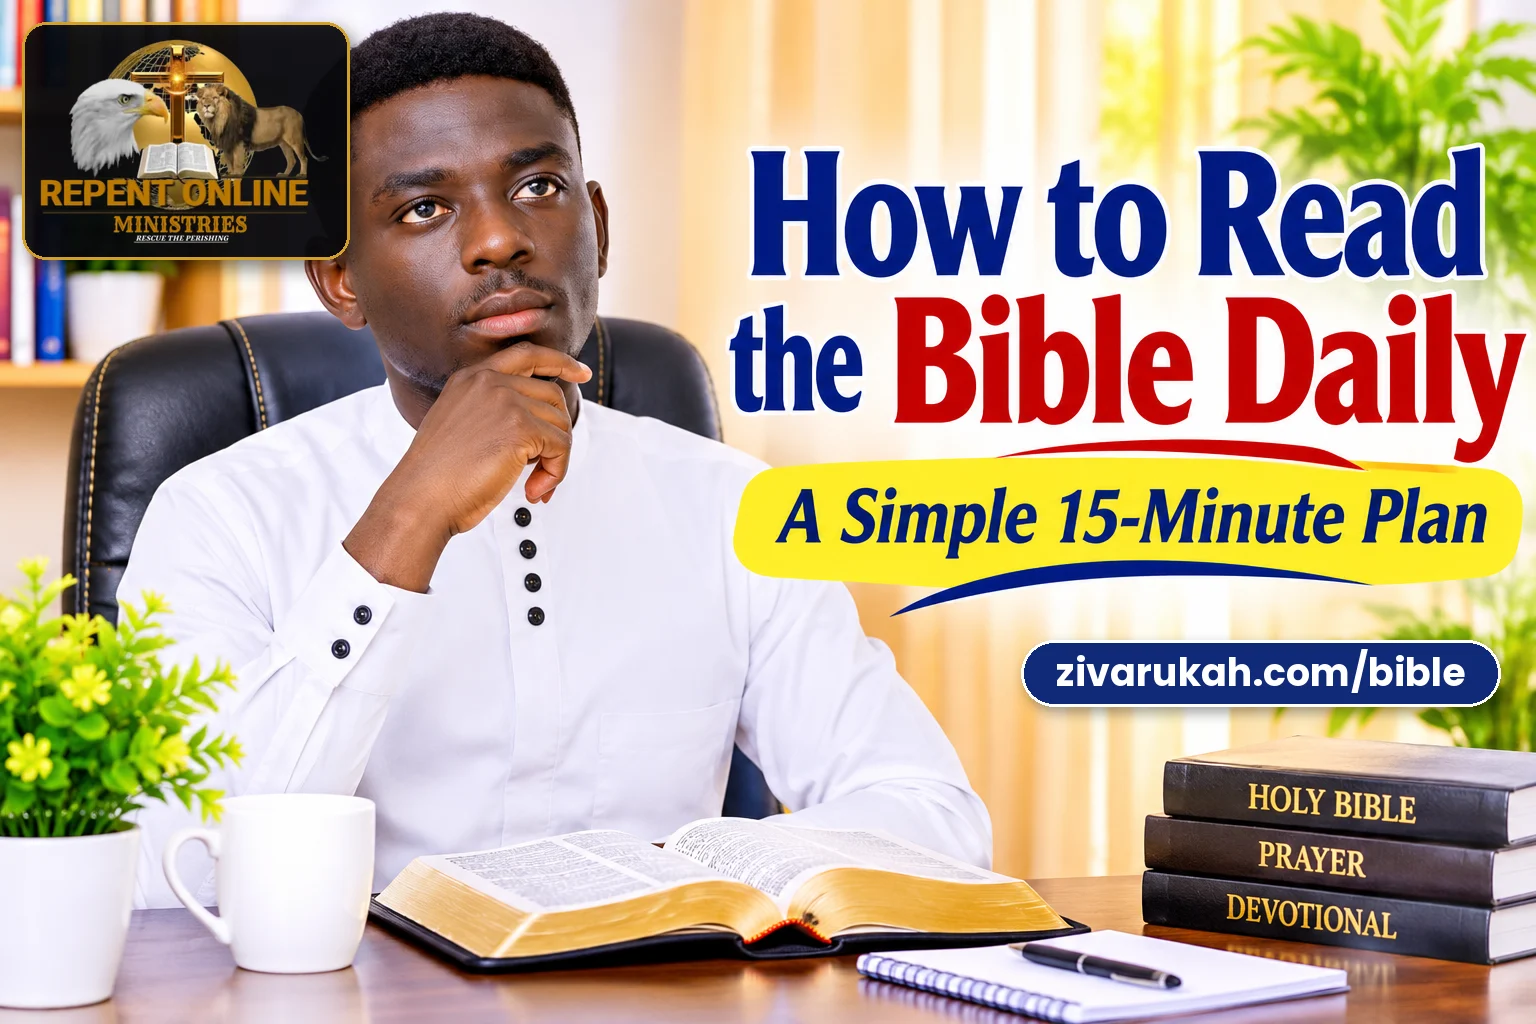 REPENT ONLINE
MINISTRIES
RESCUE THE PERISHING
How to Read
the Bible Daily
A Simple 15-Minute Plan
zivarukah.com/bible
HOLY BIBLE
PRAYER
DEVOTIONAL